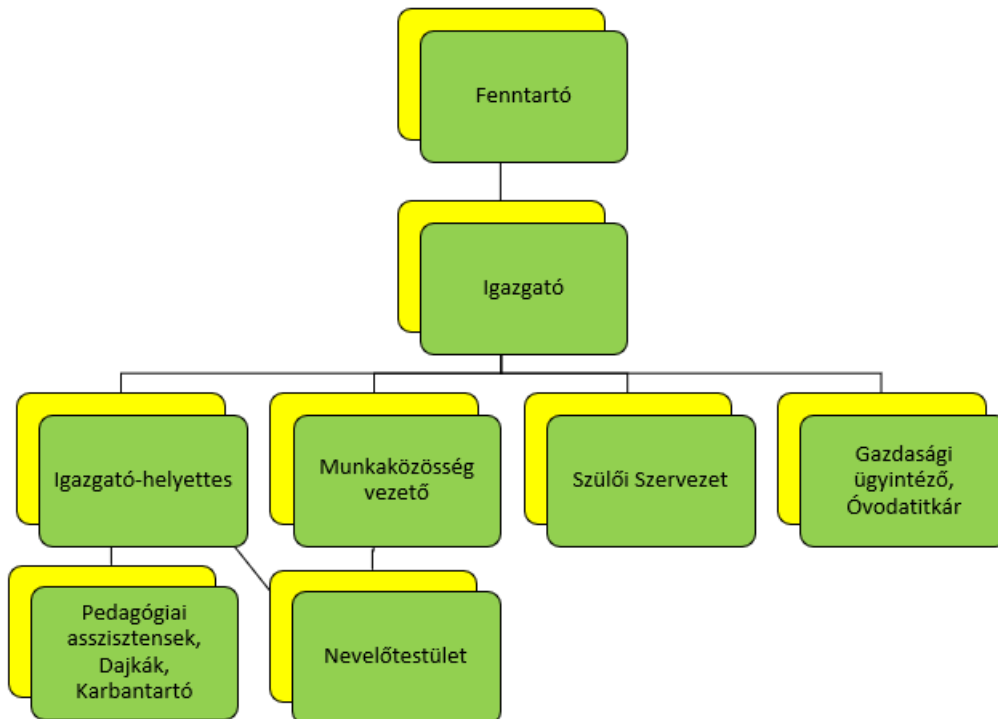 Fenntartó
Igazgató
Igazgató-helyettes
Munkaközösség
vezető
Szülői Szervezet
Gazdasági
ügyintéző,
Óvodatitkár
Pedagógiai
asszisztensek,
Dajkák,
Karbantartó
Nevelőtestület